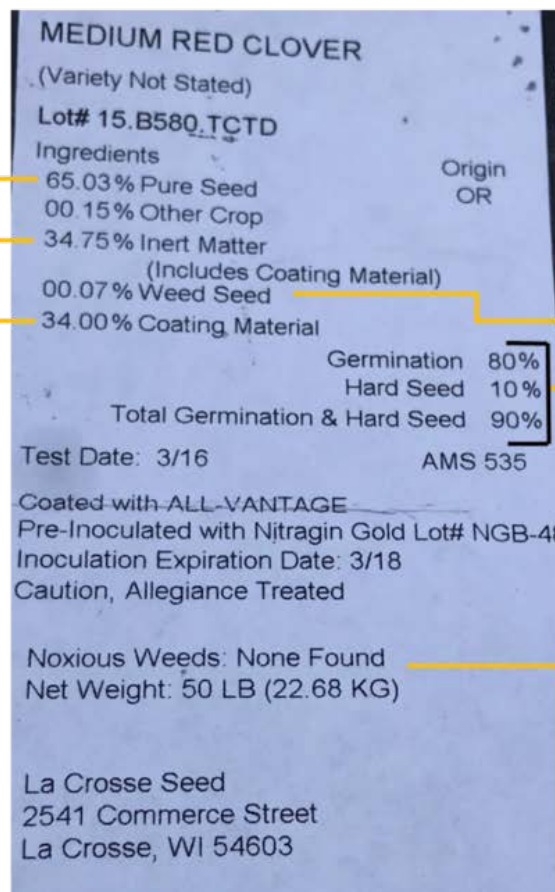 MEDIUM RED CLOVER
(Variety Not Stated)
Lot# 15.B580.TCTD
Ingredients
65.03% Pure Seed
00.15% Other Crop
34.75% Inert Matter
(Includes Coating Material)
00.07% Weed Seed
34.00% Coating Material
Origin
OR
Germination 80%
Hard Seed 10%
Total Germination & Hard Seed 90%
Test Date: 3/16 AMS 535
Coated with ALL-VANTAGE
Pre-Inoculated with Nitragin Gold Lot# NGB-48
Inoculation Expiration Date: 3/18
Caution, Allegiance Treated
Noxious Weeds: None Found
Net Weight: 50 LB (22.68 KG)
La Crosse Seed
2541 Commerce Street
La Crosse, WI 54603